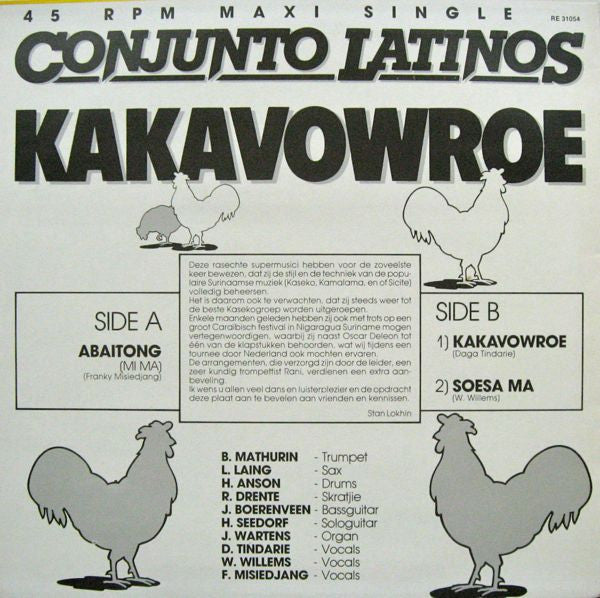 45 RPM MAXI SINGLE
RE 31054
CONJUNTO LATINOS
KAKAVOWROE
Deze rasechte supermusici hebben voor de zoveelste
keer bewezen, dat zij de stijl en de techniek van de popu-
laire Surinaamse muziek (Kaseko, Kamalama, en of Sicite)
volledig beheersen.
Het is daarom ook te verwachten, dat zij steeds weer tot
de beste Kasekogroep worden uitgeroepen.
Enkele maanden geleden hebben zij ook met trots op een
groot Caraïbisch festival in Nigaragua Suriname mogen
vertegenwoordigen, waarbij zij naast Oscar Deleon tot
één van de klapstukken behoorden, wat wij tijdens een
tournee door Nederland ook mochten ervaren.
De arrangementen, die verzorgd zijn door de leider, een
zeer kundig trompettist Rani, verdienen een extra aan-
beveling.
Ik wens u allen veel dans en luisterplezier en de opdracht
deze plaat aan te bevelen aan vrienden en kennissen.
Stan Lokhin
SIDE A
ABAITONG
(MI MA)
(Franky Misiedjang)
SIDE B
1) KAKAVOWROE
(Daga Tindarie)
2) SOESA MA
(W. Willems)
B. MATHURIN - Trumpet
L. LAING - Sax
H. ANSON - Drums
R. DRENTE - Skratjie
J. BOERENVEEN - Bassguitar
H. SEEDORF - Sologuitar
J. WARTENS - Organ
D. TINDARIE - Vocals
W. WILLEMS - Vocals
F. MISIEDJANG - Vocals